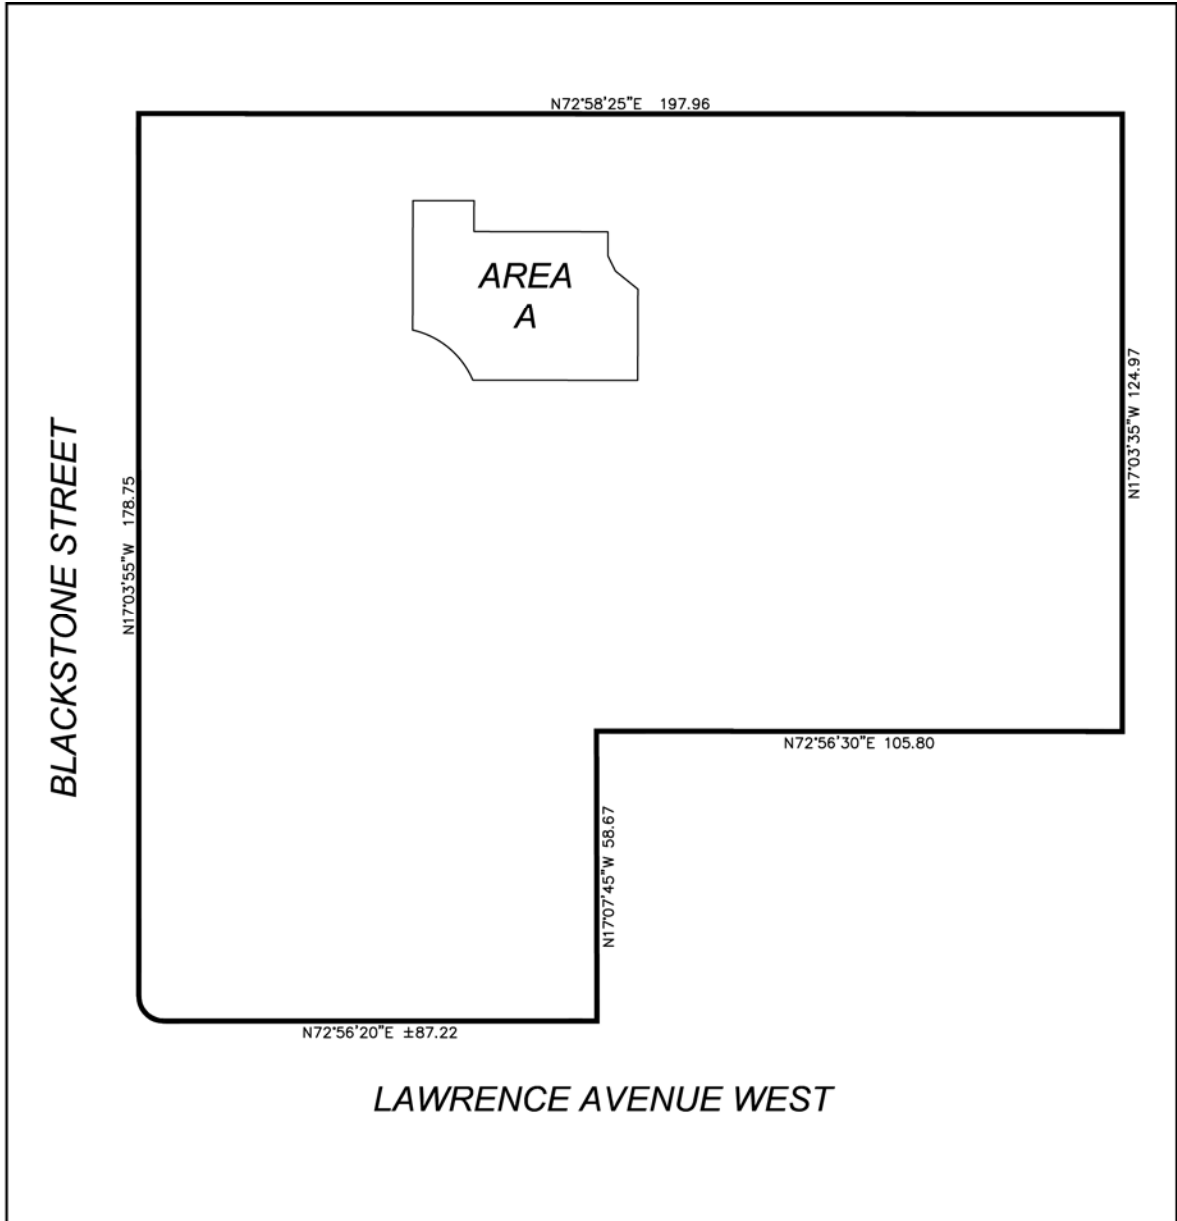 N72°58'25"E 197.96
AREA
A
N17°03'35"W 124.97
BLACKSTONE STREET
N17°03'55"W 178.75
N72°56'30"E 105.80
N17°07'45"W 58.67
N72°56'20"E ±87.22
LAWRENCE AVENUE WEST